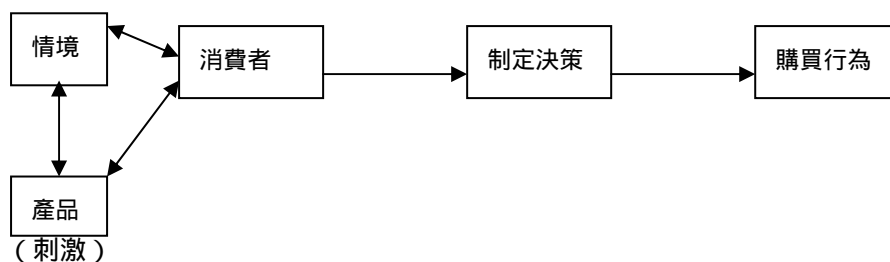 情境
消費者
制定決策
購買行為
產品
（刺激）